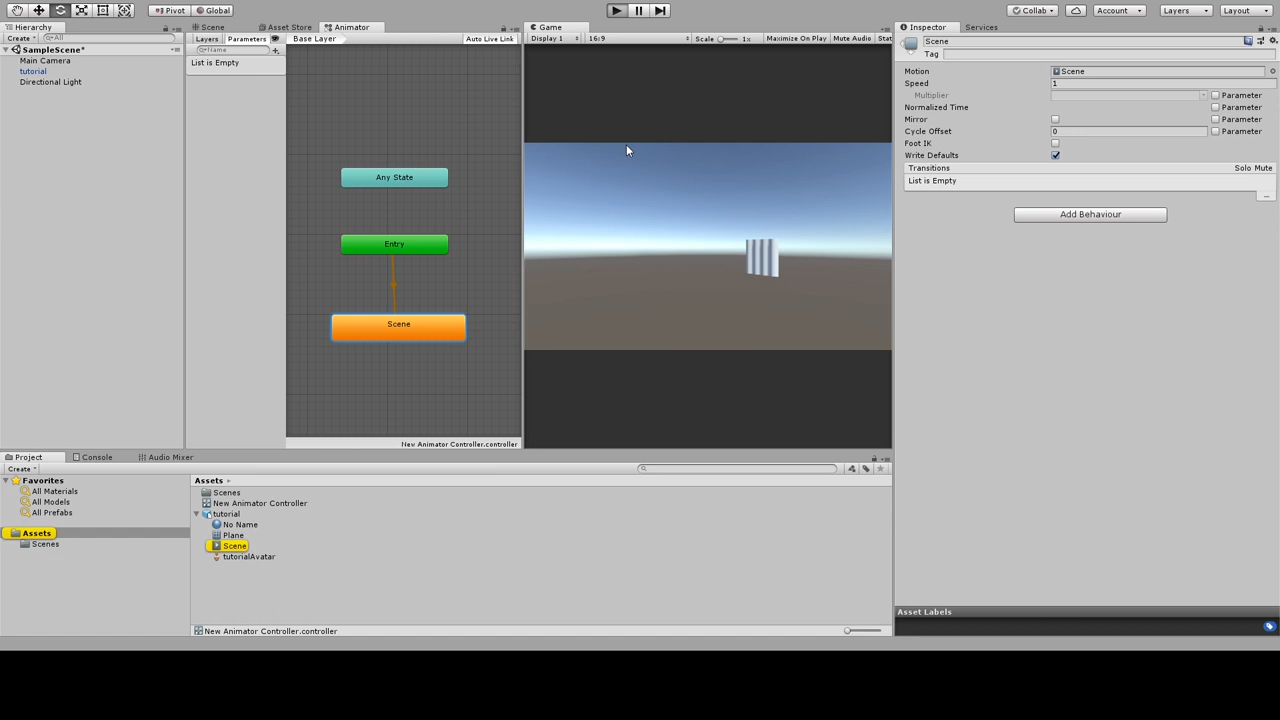 Pivot Global Collab Account Layers Layout
Hierarchy Scene Asset Store Animator Game Inspector Services
Create All Layers Parameters Base Layer Auto Live Link Display 1 16:9 Scale 1x Maximize On Play Mute Audio Stat
SampleScene* Name Scene
Tag
Main Camera List is Empty
tutorial Motion Scene
Directional Light Speed 1
Multiplier Parameter
Normalized Time Parameter
Mirror Parameter
Cycle Offset 0 Parameter
Foot IK
Write Defaults
Transitions Solo Mute
List is Empty
Add Behaviour
Any State
Entry
Scene
New Animator Controller.controller
Project Console Audio Mixer
Create
Favorites Assets
All Materials Scenes
All Models New Animator Controller
All Prefabs tutorial
No Name
Assets Plane
Scenes Scene
tutorialAvatar
Asset Labels
New Animator Controller.controller